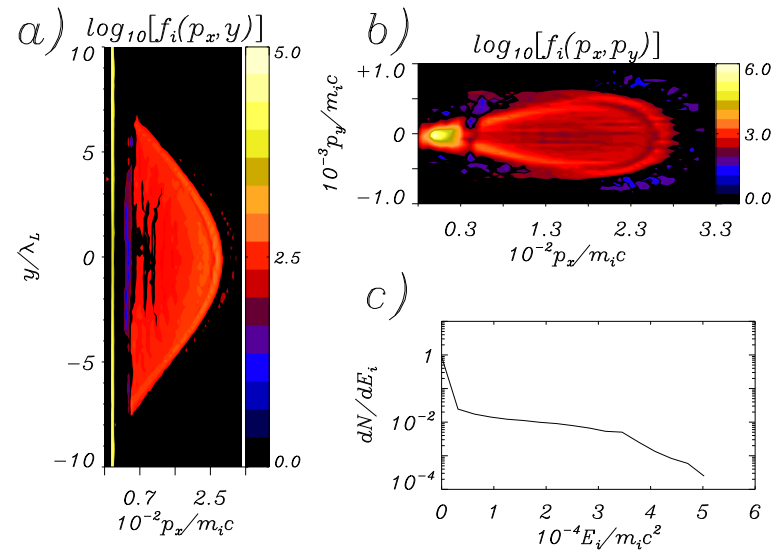 a)
log10[fi(px,y)]
10
5
0
−5
−10
y/λL
0.7
2.5
10−2px/mic
5.0
2.5
0.0
b)
log10[fi(px,py)]
+1.0
0
−1.0
10−3py/mic
0.3
1.3
2.3
3.3
10−2px/mic
6.0
3.0
0.0
c)
1
10−2
10−4
dN/dEi
0
1
2
3
4
5
6
10−4Ei/mic2